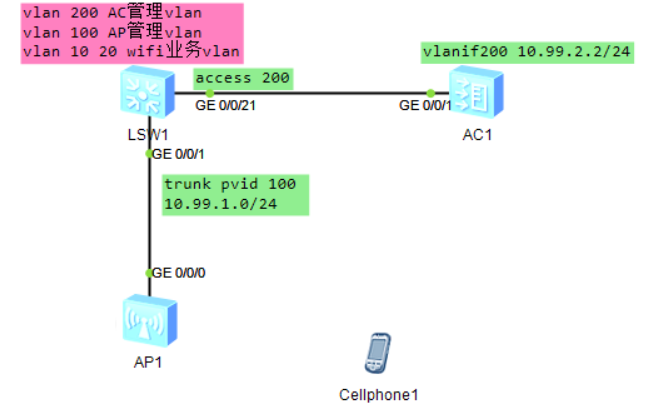 vlan 200 AC管理vlan
vlan 100 AP管理vlan
vlan 10 20 wifi业务vlan
vlanif200 10.99.2.2/24
access 200
GE 0/0/21
GE 0/0/1
LSW1
AC1
GE 0/0/1
trunk pvid 100
10.99.1.0/24
GE 0/0/0
AP1
Cellphone1